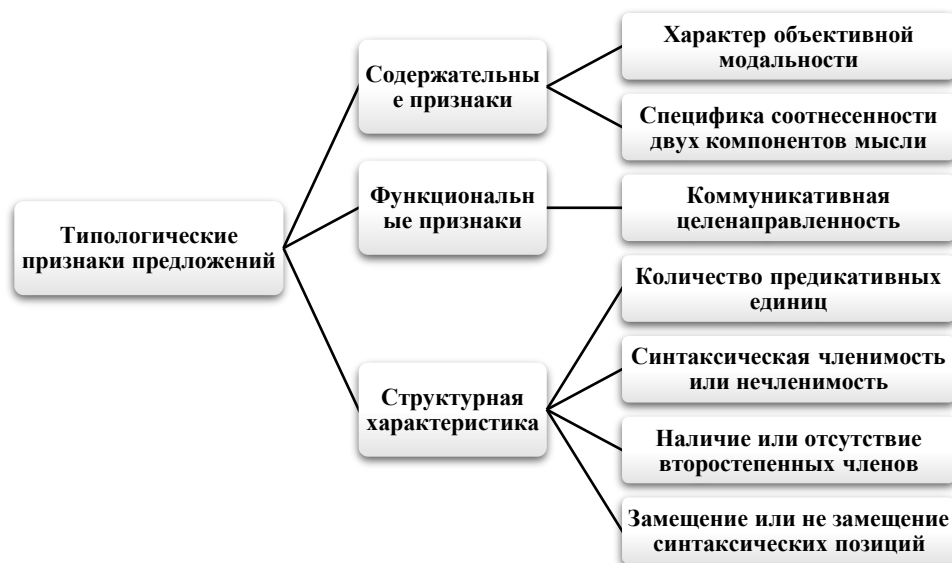 Типологические
признаки предложений
Содержательны
е признаки
Характер объективной
модальности
Специфика соотнесенности
двух компонентов мысли
Функциональн
ые признаки
Коммуникативная
целенаправленность
Структурная
характеристика
Количество предикативных
единиц
Синтаксическая членимость
или нечленимость
Наличие или отсутствие
второстепенных членов
Замещение или не замещение
синтаксических позиций